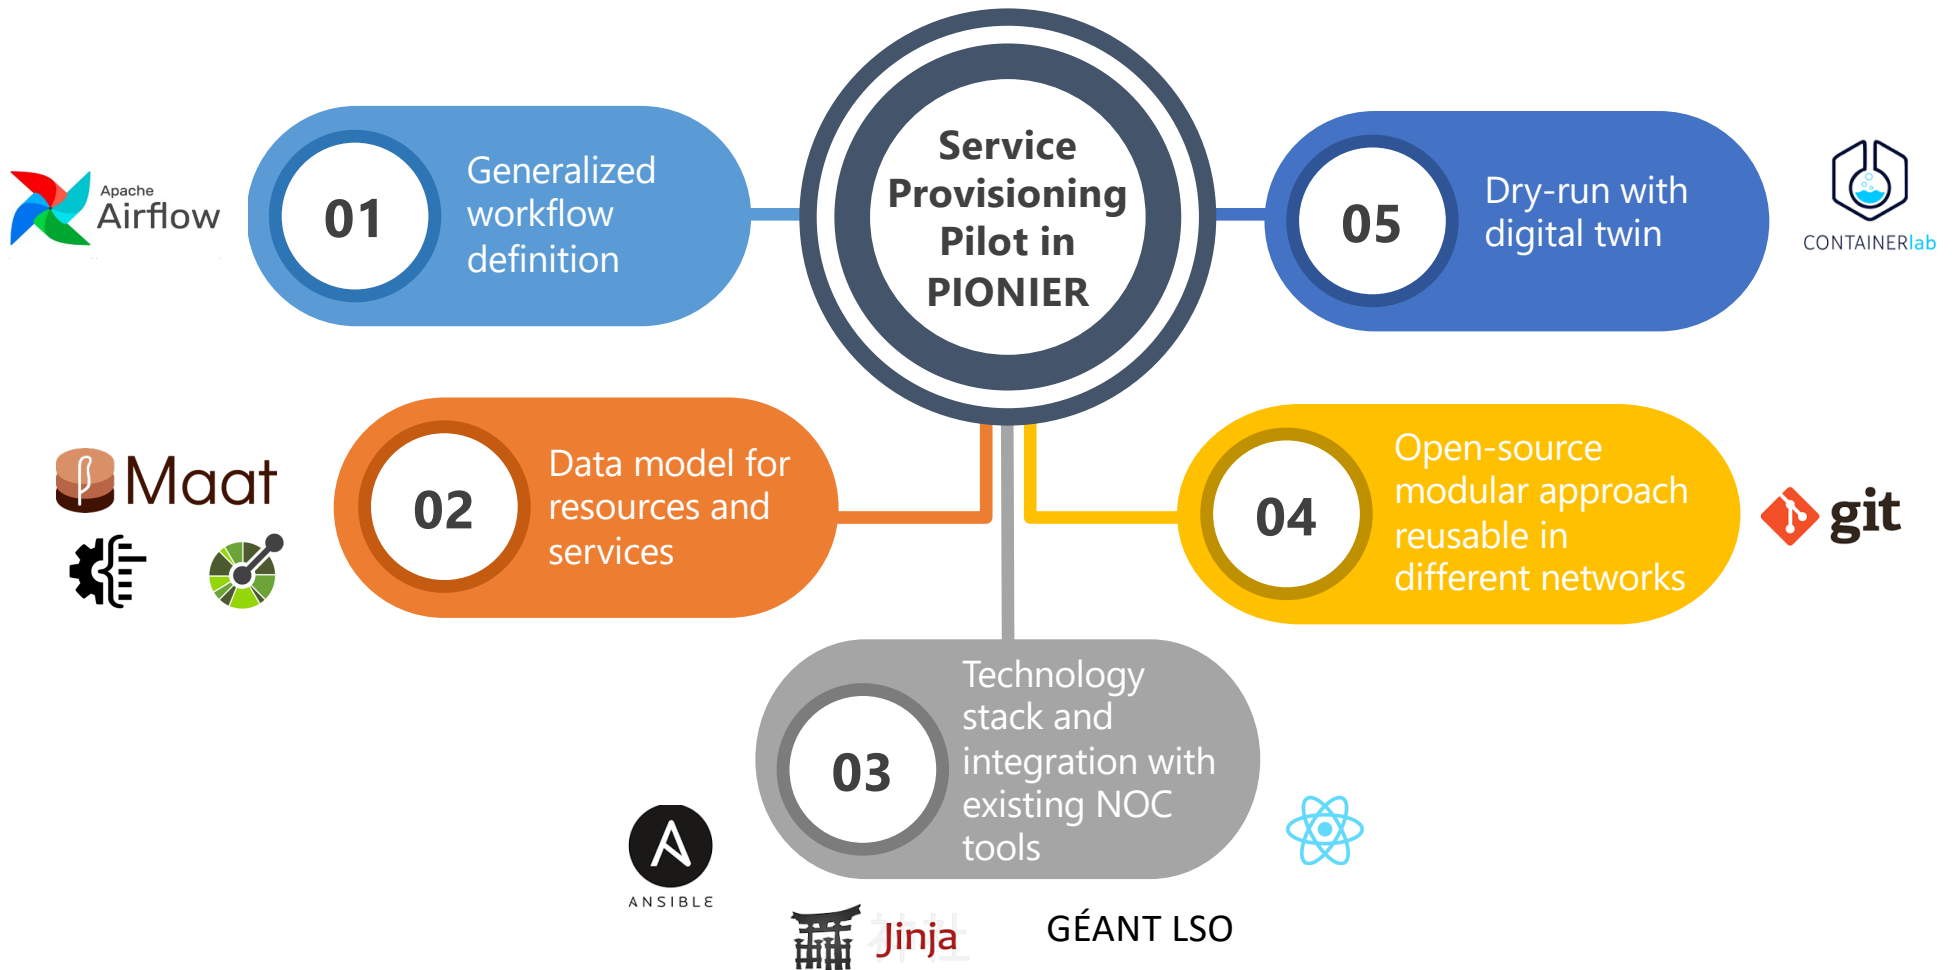 Service
Provisioning
Pilot in
PIONIER
Apache
Airflow
01
Generalized
workflow
definition
Maat
02
Data model for
resources and
services
03
Technology
stack and
integration with
existing NOC
tools
ANSIBLE
神社
Jinja
GÉANT LSO
04
Open-source
modular approach
reusable in
different networks
git
05
Dry-run with
digital twin
CONTAINERlab